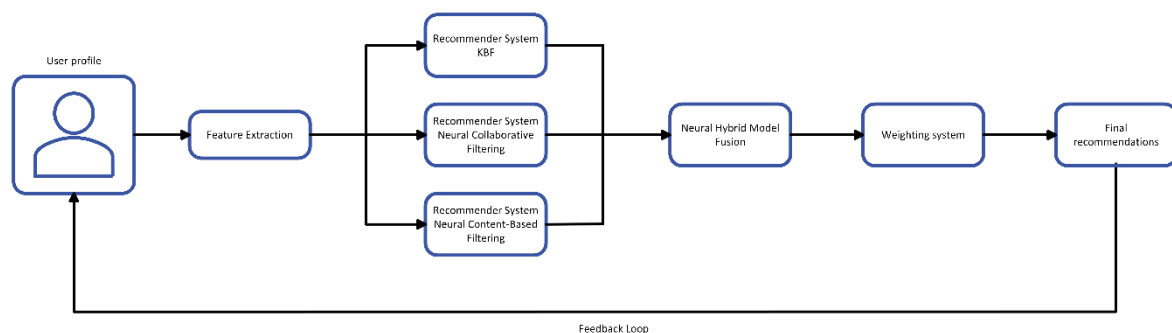 User profile
Feature Extraction
Recommender System
KBF
Recommender System
Neural Collaborative
Filtering
Recommender System
Neural Content-Based
Filtering
Neural Hybrid Model
Fusion
Weighting system
Final
recommendations
Feedback Loop